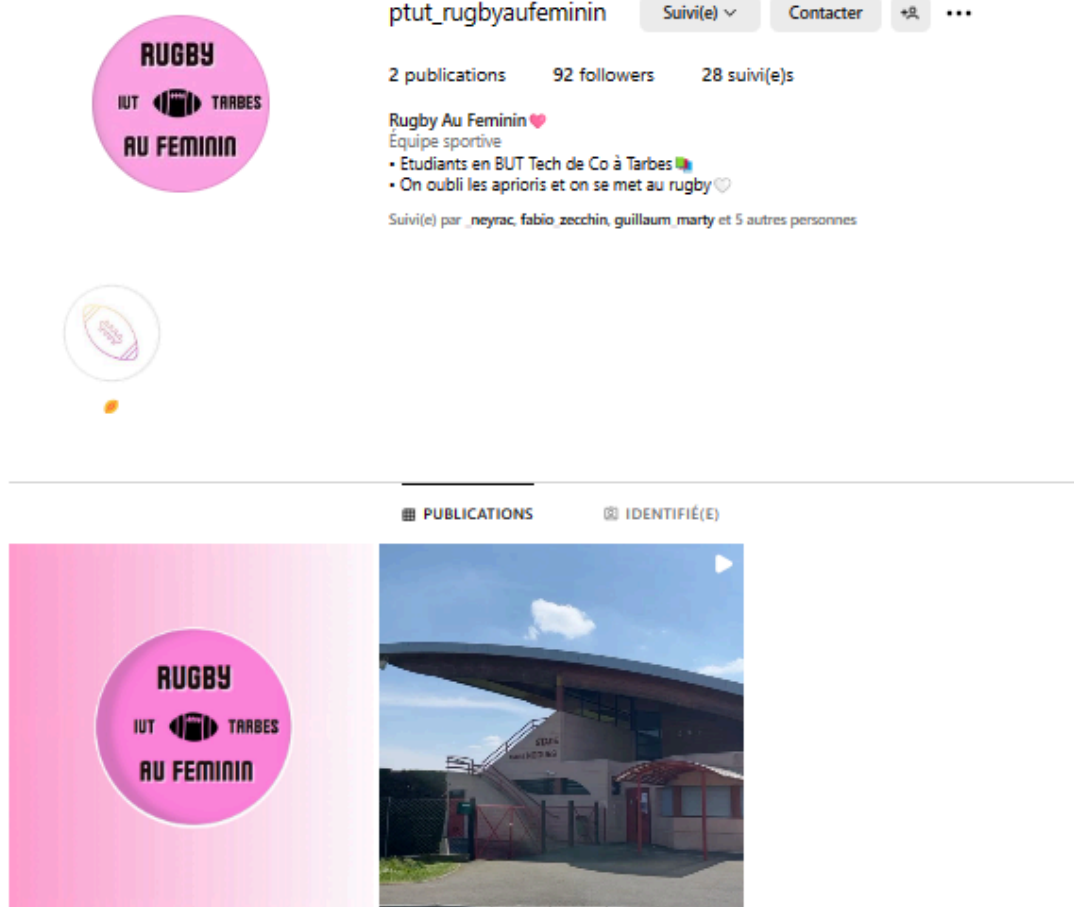 ptut_rugbyaufeminin Suivi(e) Contacter
RUGBY
IUT TARBES
AU FEMININ
2 publications 92 followers 28 suivi(e)s
Rugby Au Feminin
Équipe sportive
• Etudiants en BUT Tech de Co à Tarbes
• On oubli les aprioris et on se met au rugby
Suivi(e) par _neyrac, fabio_zecchin, guillaum_marty et 5 autres personnes
PUBLICATIONS IDENTIFIÉ(E)
RUGBY
IUT TARBES
AU FEMININ